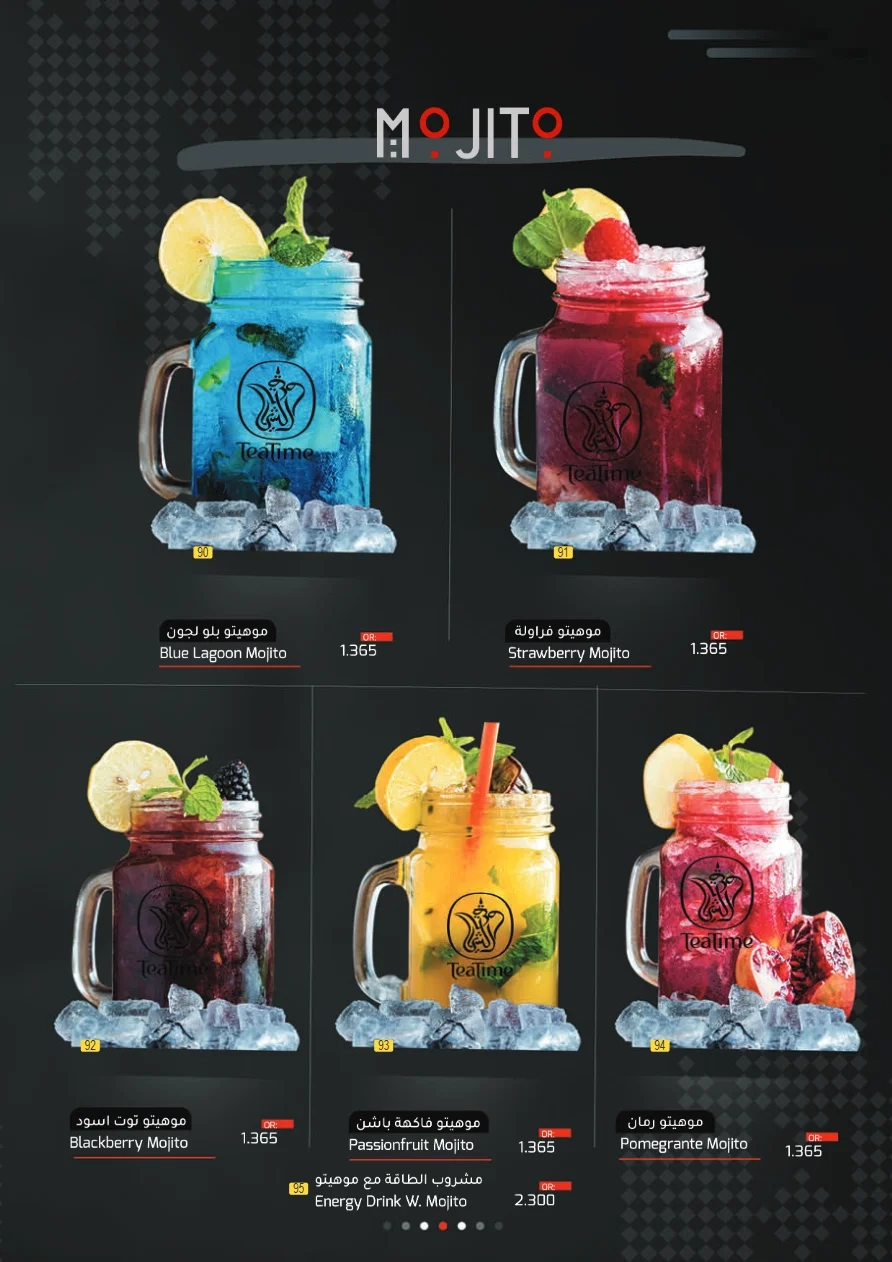 MOJITO
TeaTime
TeaTime
90
91
موهيتو بلو لجون
OR:
Blue Lagoon Mojito
1.365
موهيتو فراولة
OR:
Strawberry Mojito
1.365
TeaTime
TeaTime
TeaTime
92
93
94
موهيتو توت اسود
OR:
Blackberry Mojito
1.365
موهيتو فاكهة باشن
OR:
Passionfruit Mojito
1.365
موهيتو رمان
OR:
Pomegrante Mojito
1.365
95
مشروب الطاقة مع موهيتو
OR:
Energy Drink W. Mojito
2.300